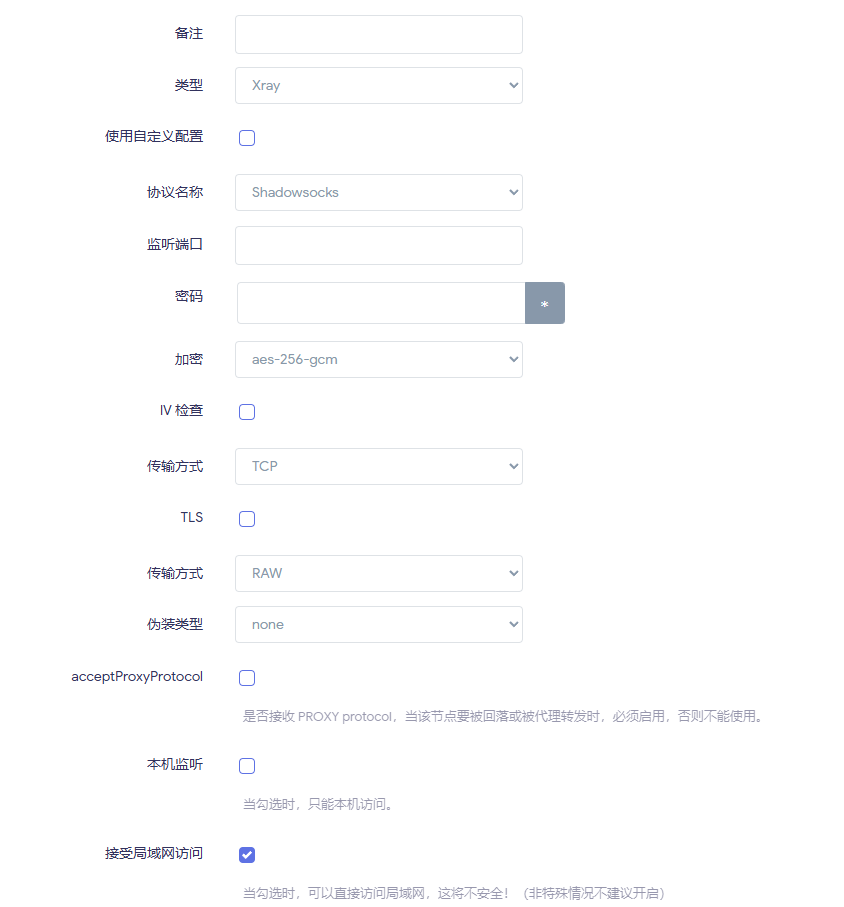 备注
类型 Xray
使用自定义配置
协议名称 Shadowsocks
监听端口
密码 *
加密 aes-256-gcm
IV 检查
传输方式 TCP
TLS
传输方式 RAW
伪装类型 none
acceptProxyProtocol
是否接收 PROXY protocol，当该节点要被回落或被代理转发时，必须启用，否则不能使用。
本机监听
当勾选时，只能本机访问。
接受局域网访问
当勾选时，可以直接访问局域网，这将不安全！（非特殊情况不建议开启）